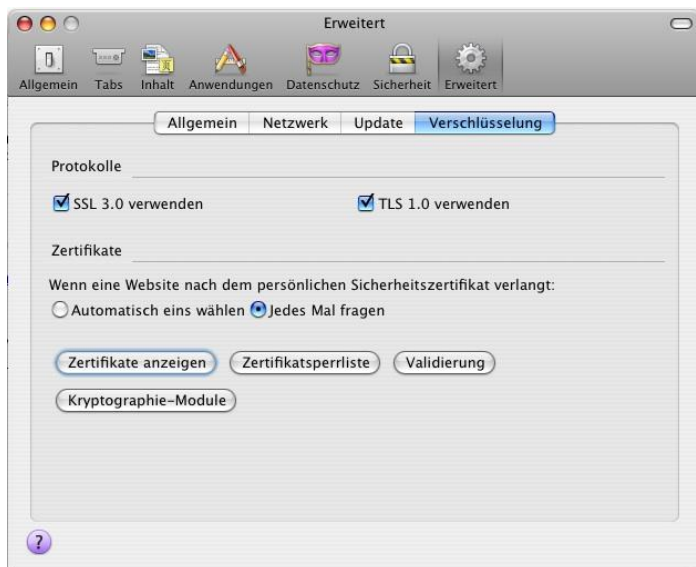 Erweitert
Allgemein Tabs Inhalt Anwendungen Datenschutz Sicherheit Erweitert
Allgemein Netzwerk Update Verschlüsselung
Protokolle
SSL 3.0 verwenden TLS 1.0 verwenden
Zertifikate
Wenn eine Website nach dem persönlichen Sicherheitszertifikat verlangt:
Automatisch eins wählen Jedes Mal fragen
Zertifikate anzeigen Zertifikatsperrliste Validierung
Kryptographie-Module
?